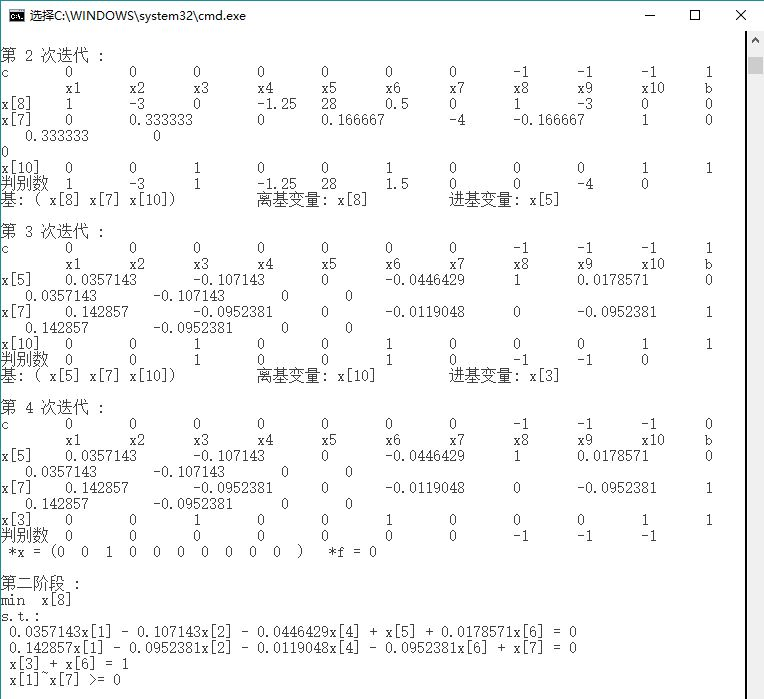 选择C:\WINDOWS\system32\cmd.exe
第 2 次迭代 :
c 0 0 0 0 0 0 0 -1 -1 -1 1
x1 x2 x3 x4 x5 x6 x7 x8 x9 x10 b
x[8] 1 -3 0 -1.25 28 0.5 0 1 -3 0 0
x[7] 0 0.333333 0 0.166667 -4 -0.166667 1 0
0.333333 0
0
x[10] 0 0 1 0 0 1 0 0 0 1 1
判别数 1 -3 1 -1.25 28 1.5 0 0 -4 0
基: ( x[8] x[7] x[10]) 离基变量: x[8] 进基变量: x[5]
第 3 次迭代 :
c 0 0 0 0 0 0 0 -1 -1 -1 1
x1 x2 x3 x4 x5 x6 x7 x8 x9 x10 b
x[5] 0.0357143 -0.107143 0 -0.0446429 1 0.0178571 0
0.0357143 -0.107143 0 0
x[7] 0.142857 -0.0952381 0 -0.0119048 0 -0.0952381 1
0.142857 -0.0952381 0 0
x[10] 0 0 1 0 0 1 0 0 0 1 1
判别数 0 0 1 0 0 1 0 -1 -1 0
基: ( x[5] x[7] x[10]) 离基变量: x[10] 进基变量: x[3]
第 4 次迭代 :
c 0 0 0 0 0 0 0 -1 -1 -1 0
x1 x2 x3 x4 x5 x6 x7 x8 x9 x10 b
x[5] 0.0357143 -0.107143 0 -0.0446429 1 0.0178571 0
0.0357143 -0.107143 0 0
x[7] 0.142857 -0.0952381 0 -0.0119048 0 -0.0952381 1
0.142857 -0.0952381 0 0
x[3] 0 0 1 0 0 1 0 0 0 1 1
判别数 0 0 0 0 0 0 0 -1 -1 -1
*x = (0 0 1 0 0 0 0 0 0 0 ) *f = 0
第二阶段 :
min x[8]
s.t.:
0.0357143x[1] - 0.107143x[2] - 0.0446429x[4] + x[5] + 0.0178571x[6] = 0
0.142857x[1] - 0.0952381x[2] - 0.0119048x[4] - 0.0952381x[6] + x[7] = 0
x[3] + x[6] = 1
x[1]~x[7] >= 0